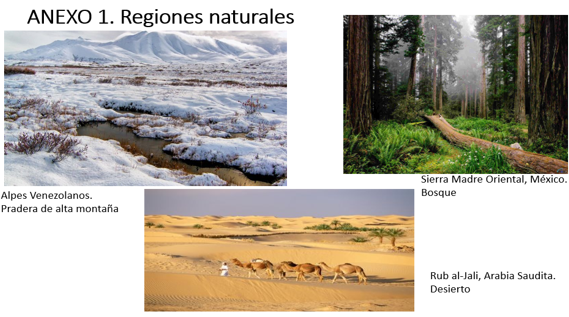 ANEXO 1. Regiones naturales
Alpes Venezolanos.
Pradera de alta montaña
Sierra Madre Oriental, México.
Bosque
Rub al-Jali, Arabia Saudita.
Desierto